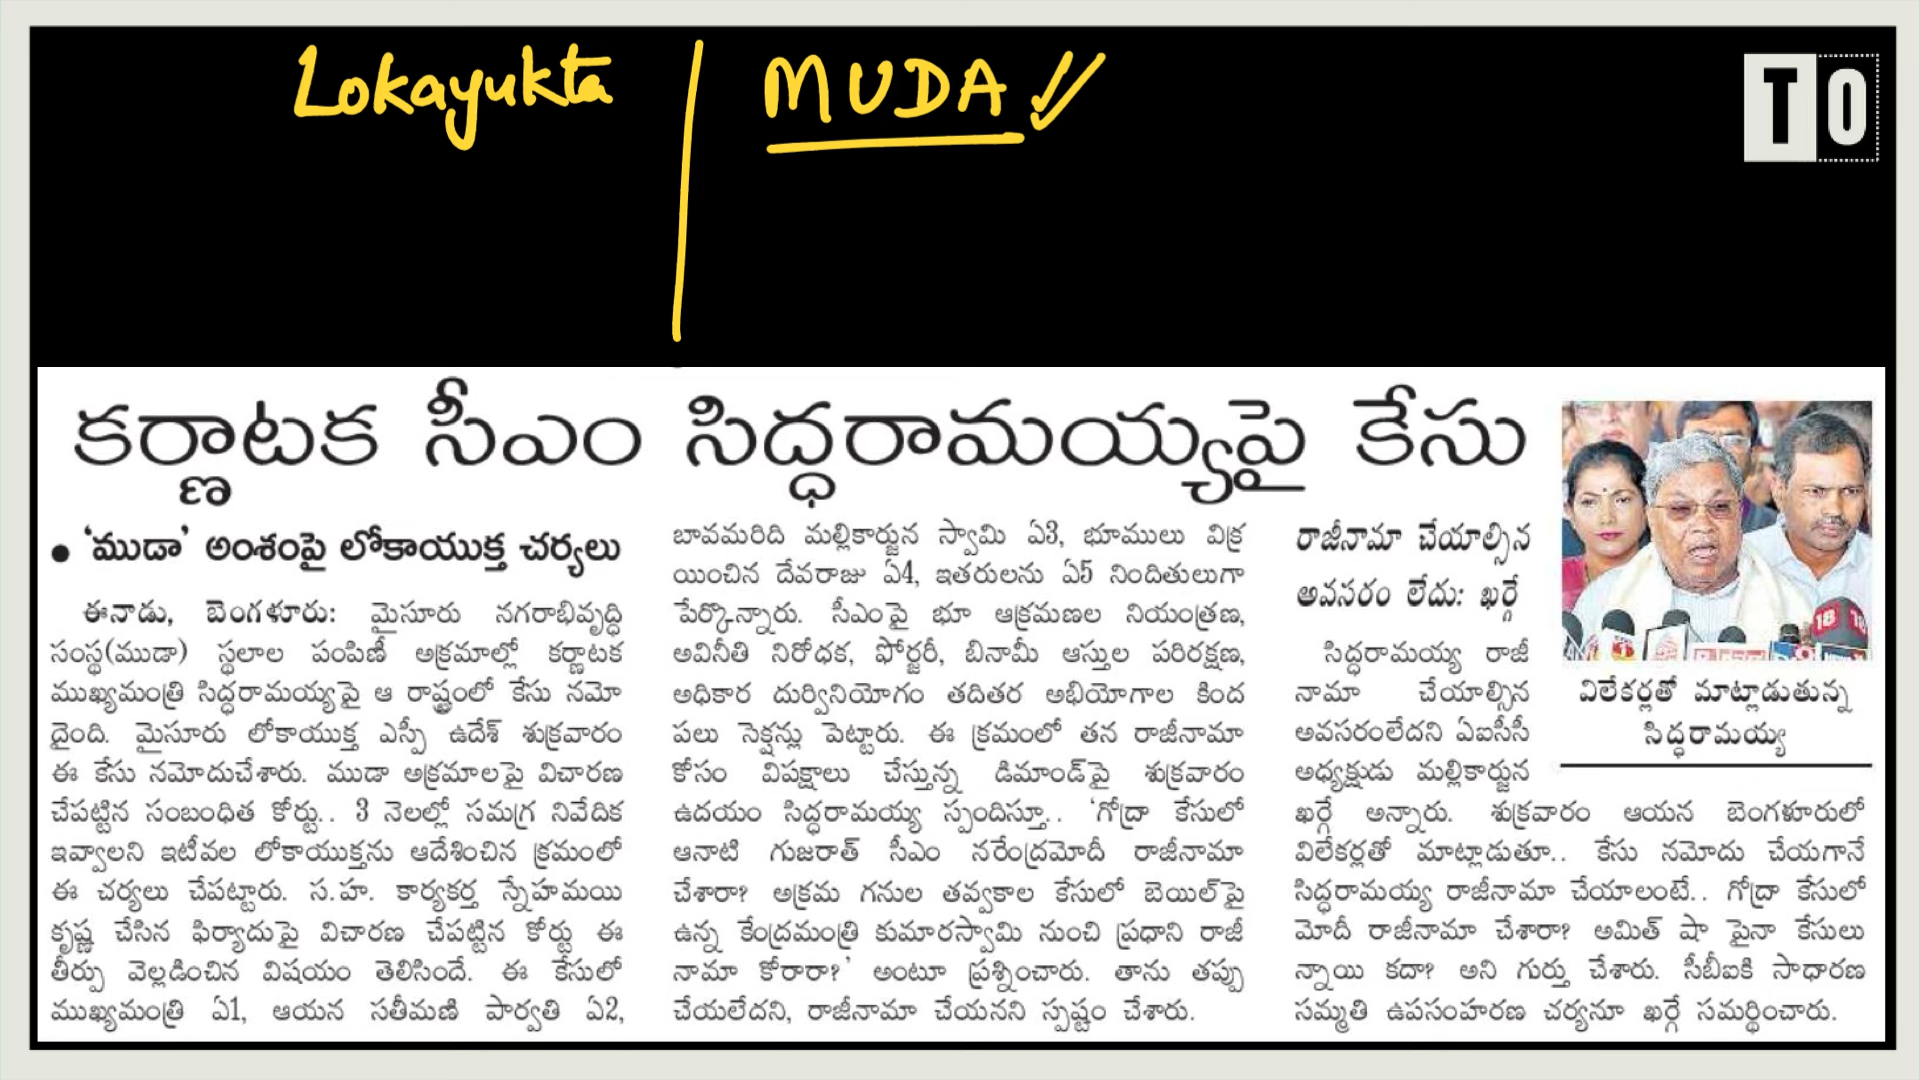 Lokayukta
MUDA
TO
కర్ణాటక సీఎం సిద్ధరామయ్యపై కేసు
• 'ముడా' అంశంపై లోకాయుక్త చర్యలు
ఈనాడు, బెంగళూరు: మైసూరు నగరాభివృద్ధి
సంస్థ(ముడా) స్థలాల పంపిణీ అక్రమాల్లో కర్ణాటక
ముఖ్యమంత్రి సిద్ధరామయ్యపై ఆ రాష్ట్రంలో కేసు నమో
దైంది. మైసూరు లోకాయుక్త ఎస్పీ ఉదేశ్ శుక్రవారం
ఈ కేసు నమోదుచేశారు. ముడా అక్రమాలపై విచారణ
చేపట్టిన సంబంధిత కోర్టు.. 3 నెలల్లో సమగ్ర నివేదిక
ఇవ్వాలని ఇటీవల లోకాయుక్తను ఆదేశించిన క్రమంలో
ఈ చర్యలు చేపట్టారు. స.హ. కార్యకర్త స్నేహమయి
కృష్ణ చేసిన ఫిర్యాదుపై విచారణ చేపట్టిన కోర్టు ఈ
తీర్పు వెల్లడించిన విషయం తెలిసిందే. ఈ కేసులో
ముఖ్యమంత్రి ఏ1, ఆయన సతీమణి పార్వతి ఏ2,
బావమరిది మల్లికార్జున స్వామి ఏ3, భూములు విక్ర
యించిన దేవరాజు ఏ4, ఇతరులను ఏ5 నిందితులుగా
పేర్కొన్నారు. సీఎంపై భూ ఆక్రమణల నియంత్రణ,
అవినీతి నిరోధక, ఫోర్జరీ, బినామీ ఆస్తుల పరిరక్షణ,
అధికార దుర్వినియోగం తదితర అభియోగాల కింద
పలు సెక్షన్లు పెట్టారు. ఈ క్రమంలో తన రాజీనామా
కోసం విపక్షాలు చేస్తున్న డిమాండ్‌పై శుక్రవారం
ఉదయం సిద్ధరామయ్య స్పందిస్తూ.. 'గోద్రా కేసులో
ఆనాటి గుజరాత్ సీఎం నరేంద్రమోదీ రాజీనామా
చేశారా? అక్రమ గనుల తవ్వకాల కేసులో బెయిల్‌పై
ఉన్న కేంద్రమంత్రి కుమారస్వామి నుంచి ప్రధాని రాజీ
నామా కోరారా?' అంటూ ప్రశ్నించారు. తాను తప్పు
చేయలేదని, రాజీనామా చేయనని స్పష్టం చేశారు.
రాజీనామా చేయాల్సిన
అవసరం లేదు: ఖర్గే
సిద్ధరామయ్య రాజీ
నామా చేయాల్సిన
అవసరంలేదని ఏఐసీసీ
అధ్యక్షుడు మల్లికార్జున
ఖర్గే అన్నారు. శుక్రవారం ఆయన బెంగళూరులో
విలేకర్లతో మాట్లాడుతూ.. కేసు నమోదు చేయగానే
సిద్ధరామయ్య రాజీనామా చేయాలంటే.. గోద్రా కేసులో
మోదీ రాజీనామా చేశారా? అమిత్ షా పైనా కేసులు
న్నాయి కదా? అని గుర్తు చేశారు. సీబీఐకి సాధారణ
సమ్మతి ఉపసంహరణ చర్యనూ ఖర్గే సమర్థించారు.
18
విలేకర్లతో మాట్లాడుతున్న
సిద్ధరామయ్య